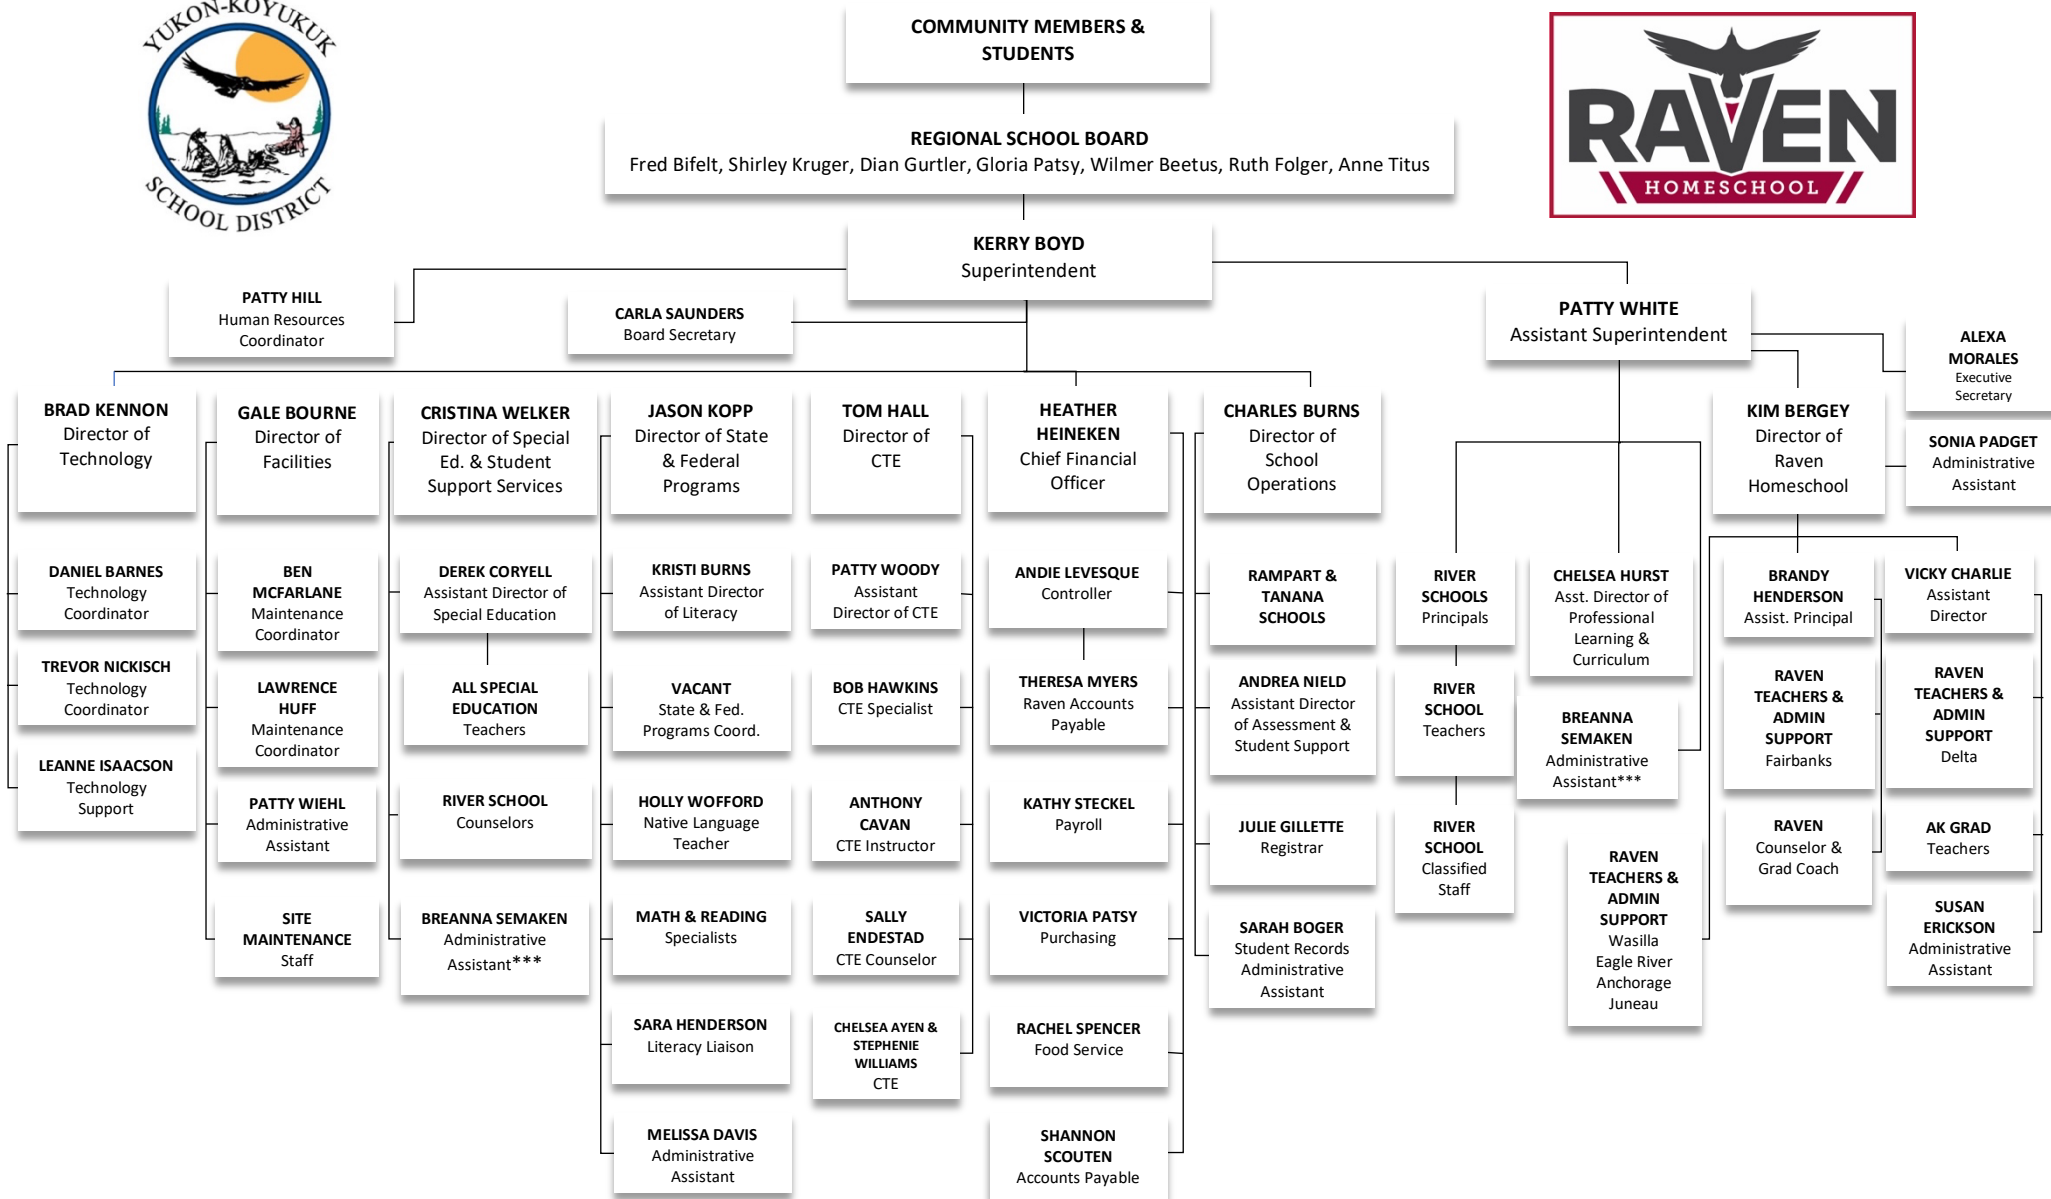 YUKON-KOYUKUK
SCHOOL DISTRICT
COMMUNITY MEMBERS &
STUDENTS
RAVEN
HOMESCHOOL
REGIONAL SCHOOL BOARD
Fred Bifelt, Shirley Kruger, Dian Gurtler, Gloria Patsy, Wilmer Beetus, Ruth Folger, Anne Titus
KERRY BOYD
Superintendent
PATTY HILL
Human Resources
Coordinator
CARLA SAUNDERS
Board Secretary
PATTY WHITE
Assistant Superintendent
ALEXA
MORALES
Executive
Secretary
BRAD KENNON
Director of
Technology
DANIEL BARNES
Technology
Coordinator
TREVOR NICKISCH
Technology
Coordinator
LEANNE ISAACSON
Technology
Support
GALE BOURNE
Director of
Facilities
BEN
MCFARLANE
Maintenance
Coordinator
LAWRENCE
HUFF
Maintenance
Coordinator
PATTY WIEHL
Administrative
Assistant
SITE
MAINTENANCE
Staff
CRISTINA WELKER
Director of Special
Ed. & Student
Support Services
DEREK CORYELL
Assistant Director of
Special Education
ALL SPECIAL
EDUCATION
Teachers
RIVER SCHOOL
Counselors
BREANNA SEMAKEN
Administrative
Assistant***
JASON KOPP
Director of State
& Federal
Programs
KRISTI BURNS
Assistant Director
of Literacy
VACANT
State & Fed.
Programs Coord.
HOLLY WOFFORD
Native Language
Teacher
MATH & READING
Specialists
SARA HENDERSON
Literacy Liaison
MELISSA DAVIS
Administrative
Assistant
TOM HALL
Director of
CTE
PATTY WOODY
Assistant
Director of CTE
BOB HAWKINS
CTE Specialist
ANTHONY
CAVAN
CTE Instructor
SALLY
ENDESTAD
CTE Counselor
CHELSEA AYEN &
STEPHENIE
WILLIAMS
CTE
HEATHER
HEINEKEN
Chief Financial
Officer
ANDIE LEVESQUE
Controller
THERESA MYERS
Raven Accounts
Payable
KATHY STECKEL
Payroll
VICTORIA PATSY
Purchasing
RACHEL SPENCER
Food Service
SHANNON
SCOUTEN
Accounts Payable
CHARLES BURNS
Director of
School
Operations
RAMPART &
TANANA
SCHOOLS
ANDREA NIELD
Assistant Director
of Assessment &
Student Support
JULIE GILLETTE
Registrar
SARAH BOGER
Student Records
Administrative
Assistant
RIVER
SCHOOLS
Principals
RIVER
SCHOOL
Teachers
RIVER
SCHOOL
Classified
Staff
CHELSEA HURST
Asst. Director of
Professional
Learning &
Curriculum
BREANNA
SEMAKEN
Administrative
Assistant***
KIM BERGEY
Director of
Raven
Homeschool
SONIA PADGET
Administrative
Assistant
RAVEN
TEACHERS &
ADMIN
SUPPORT
Wasilla
Eagle River
Anchorage
Juneau
BRANDY
HENDERSON
Assist. Principal
RAVEN
TEACHERS &
ADMIN
SUPPORT
Fairbanks
RAVEN
Counselor &
Grad Coach
VICKY CHARLIE
Assistant
Director
RAVEN
TEACHERS &
ADMIN
SUPPORT
Delta
AK GRAD
Teachers
SUSAN
ERICKSON
Administrative
Assistant